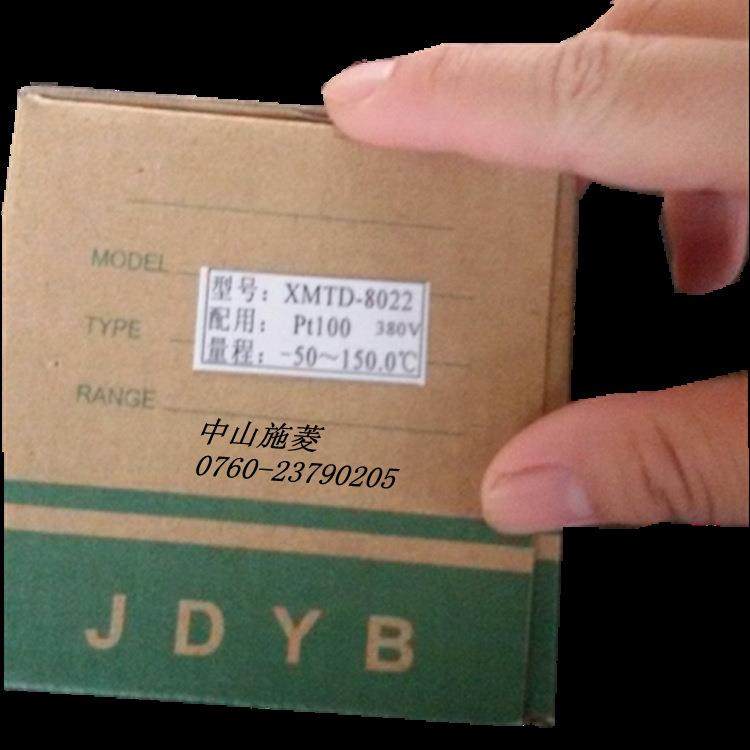 MODEL
型号: XMTD-8022
TYPE
配用: Pt100 380V
量程: -50～150.0℃
RANGE
中山施菱
0760-23790205
JDYB